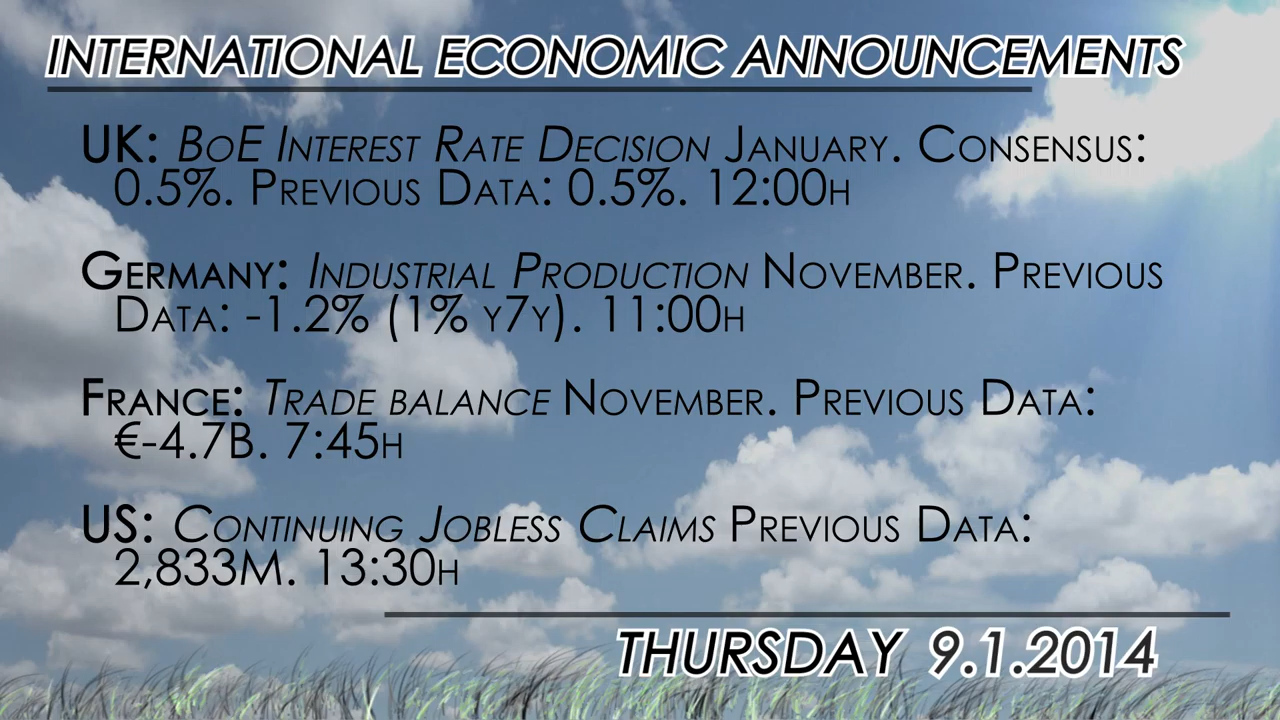 INTERNATIONAL ECONOMIC ANNOUNCEMENTS
UK: BoE Interest Rate Decision January. Consensus:
0.5%. Previous Data: 0.5%. 12:00h
Germany: Industrial Production November. Previous
Data: -1.2% (1% y7y). 11:00h
France: Trade balance November. Previous Data:
€-4.7B. 7:45h
US: Continuing Jobless Claims Previous Data:
2,833M. 13:30h
THURSDAY 9.1.2014